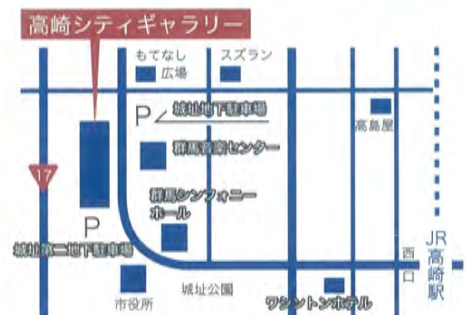 高崎シティギャラリー
もてなし
広場
スズラン
P
城址地下駐車場
高島屋
群馬音楽センター
17
群馬シンフォニー
ホール
P
城址第二地下駐車場
市役所
城址公園
ワシントンホテル
西口
JR高崎駅